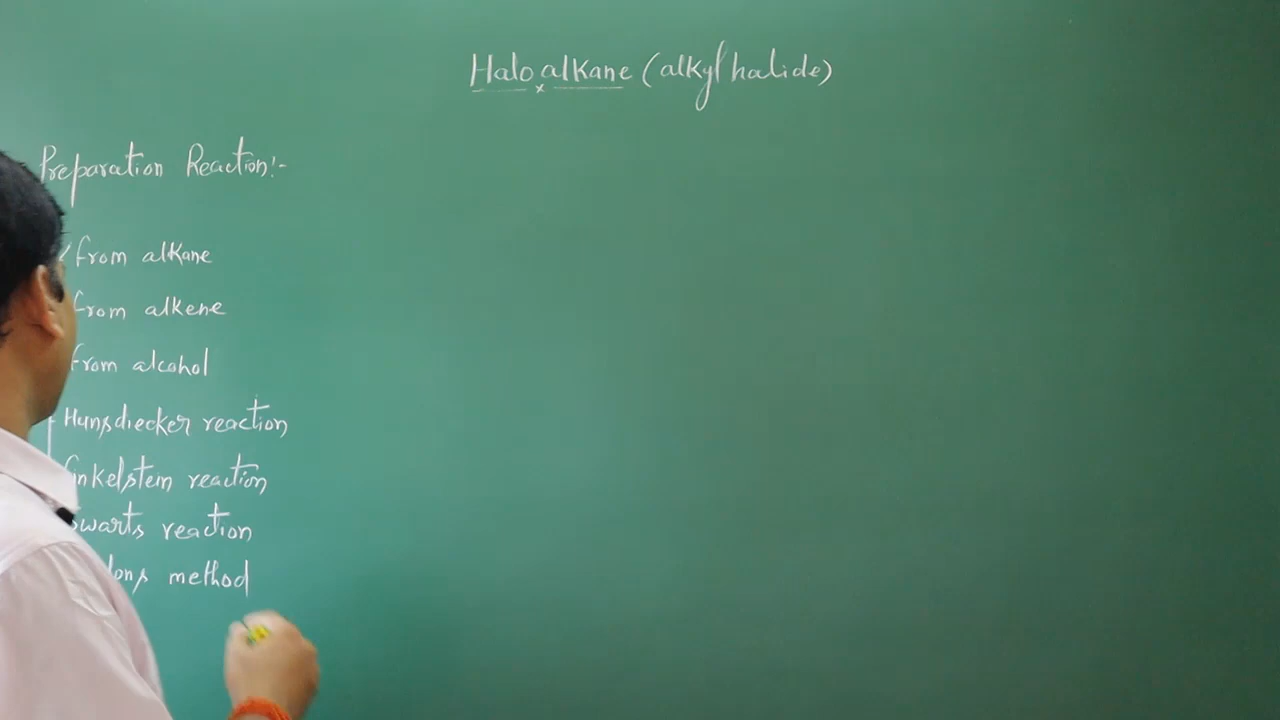 Halo alkane (alkyl halide)
Preparation Reaction:-
from alkane
from alkene
from alcohol
Hunsdiecker reaction
finkelstein reaction
Swarts reaction
method